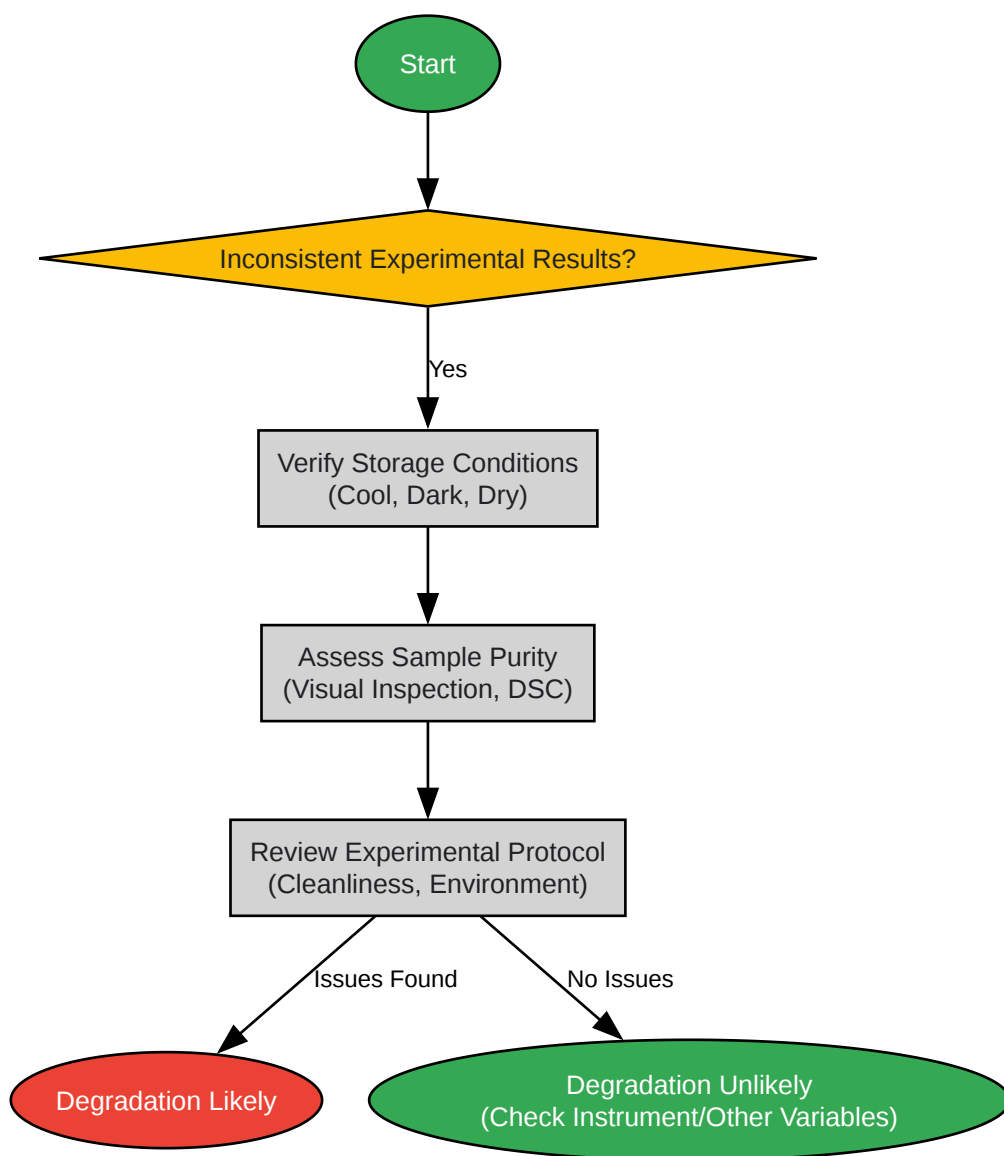 Start
Inconsistent Experimental Results?
Yes
Verify Storage Conditions
(Cool, Dark, Dry)
Assess Sample Purity
(Visual Inspection, DSC)
Review Experimental Protocol
(Cleanliness, Environment)
Issues Found
No Issues
Degradation Likely
Degradation Unlikely
(Check Instrument/Other Variables)